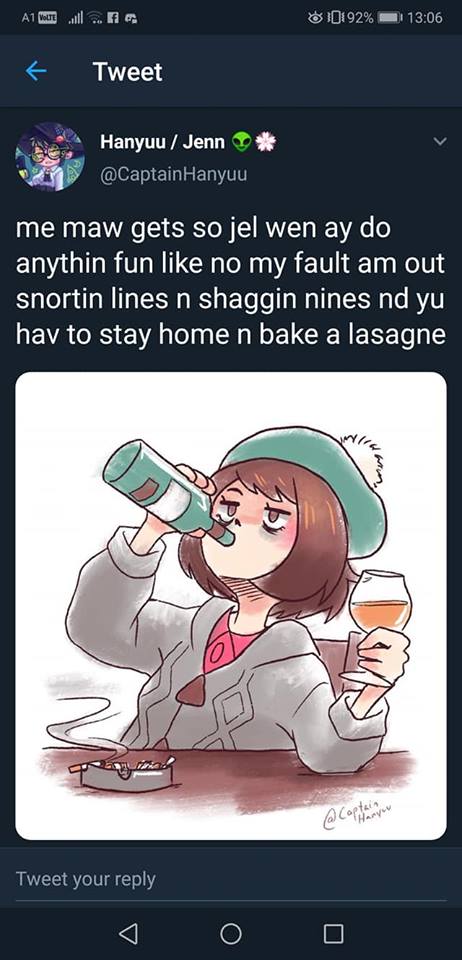 A1 VoLTE 92% 13:06
Tweet
Hanyuu / Jenn 👽🌸
@CaptainHanyuu
me maw gets so jel wen ay do
anythin fun like no my fault am out
snortin lines n shaggin nines nd yu
hav to stay home n bake a lasagne
@Captain
Hanyuu
Tweet your reply